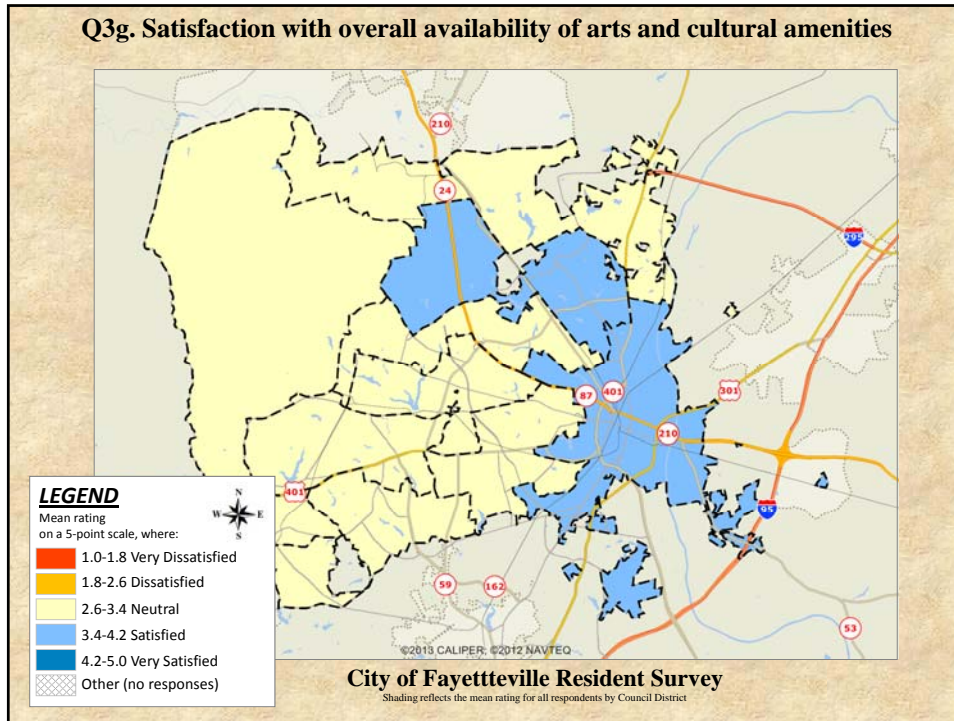 Q3g. Satisfaction with overall availability of arts and cultural amenities
210
24
295
87
401
301
210
401
95
59
162
53
LEGEND
Mean rating
on a 5-point scale, where:
N
W E
S
1.0-1.8 Very Dissatisfied
1.8-2.6 Dissatisfied
2.6-3.4 Neutral
3.4-4.2 Satisfied
4.2-5.0 Very Satisfied
Other (no responses)
©2013 CALIPER; ©2012 NAVTEQ
City of Fayettteville Resident Survey
Shading reflects the mean rating for all respondents by Council District